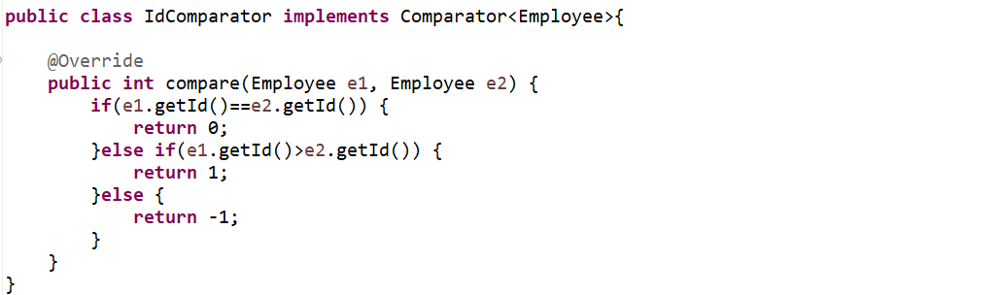 public class IdComparator implements Comparator<Employee>{
@Override
public int compare(Employee e1, Employee e2) {
if(e1.getId()==e2.getId()) {
return 0;
}else if(e1.getId()>e2.getId()) {
return 1;
}else {
return -1;
}
}
}